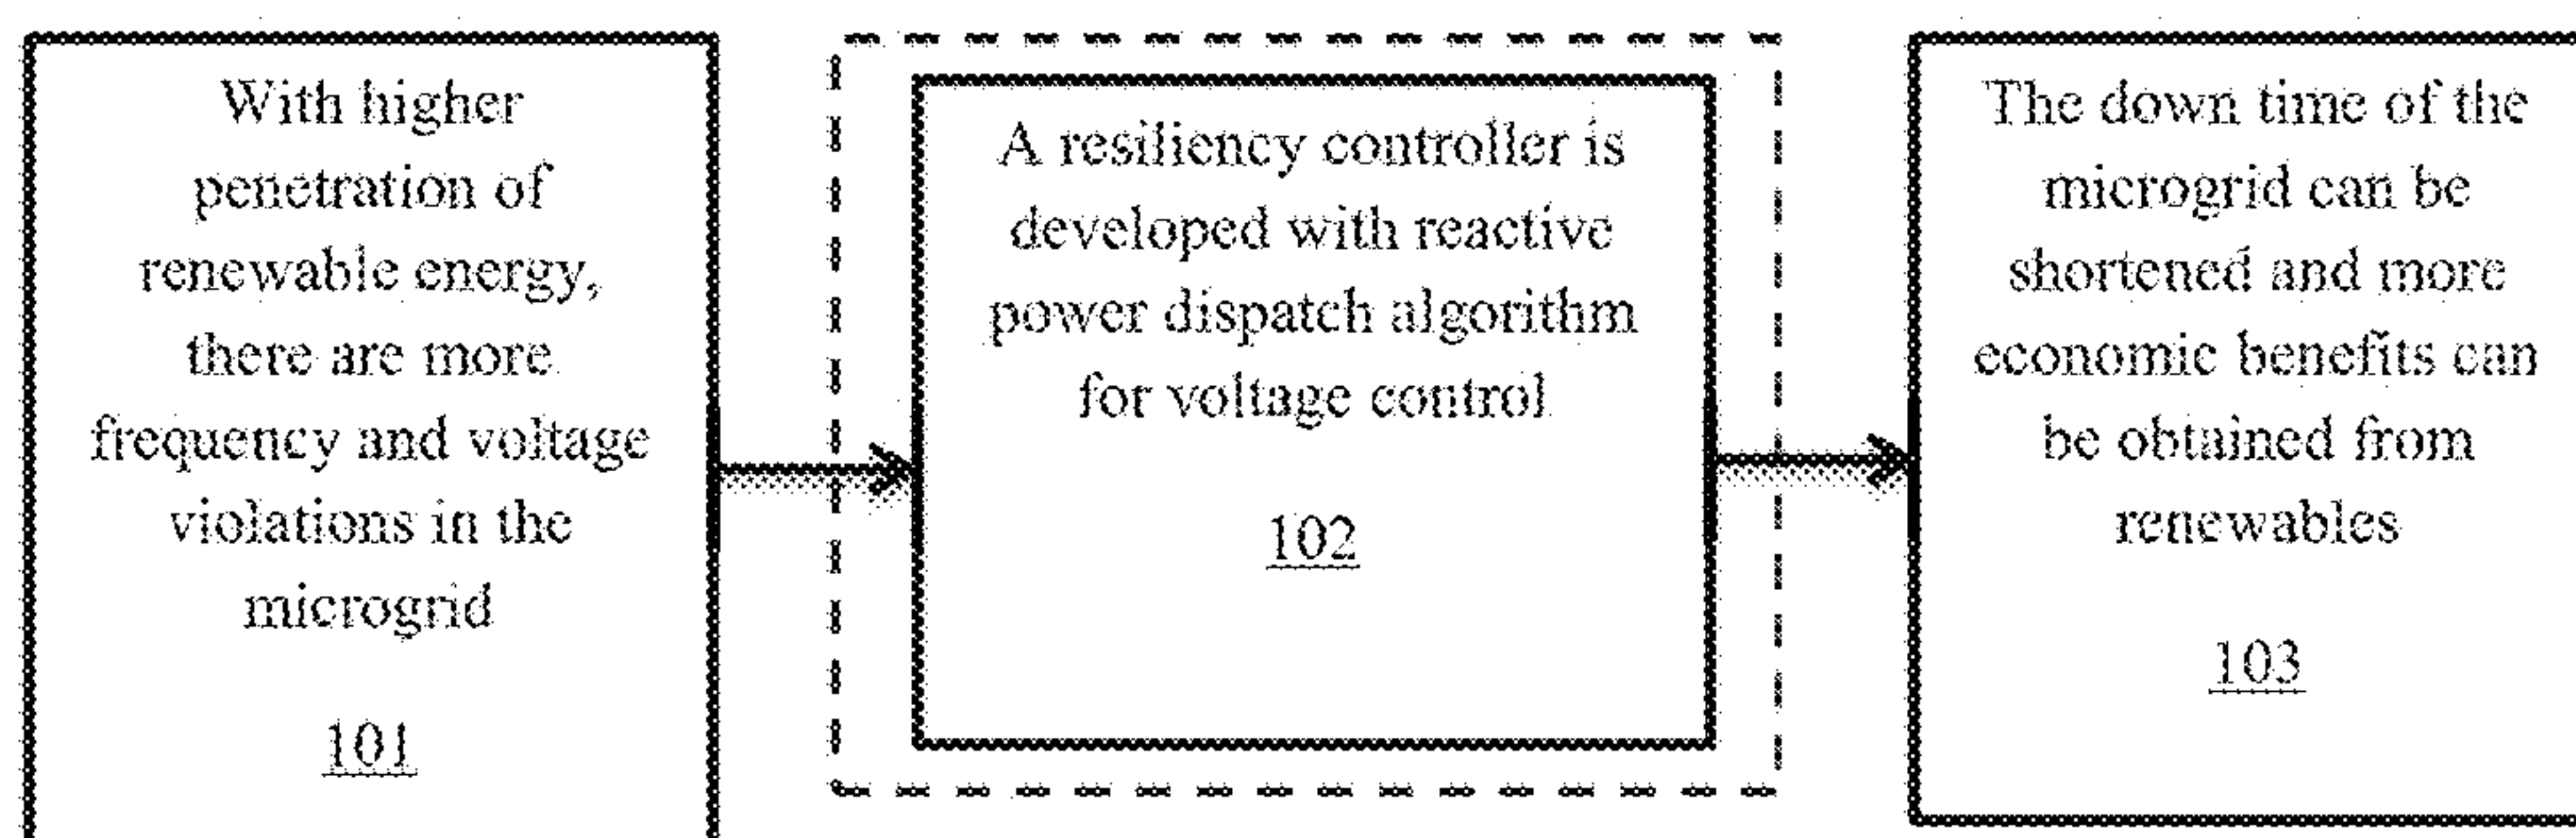 With higher
penetration of
renewable energy,
there are more
frequency and voltage
violations in the
microgrid
101
A resiliency controller is
developed with reactive
power dispatch algorithm
for voltage control
102
The down time of the
microgrid can be
shortened and more
economic benefits can
be obtained from
renewables
103